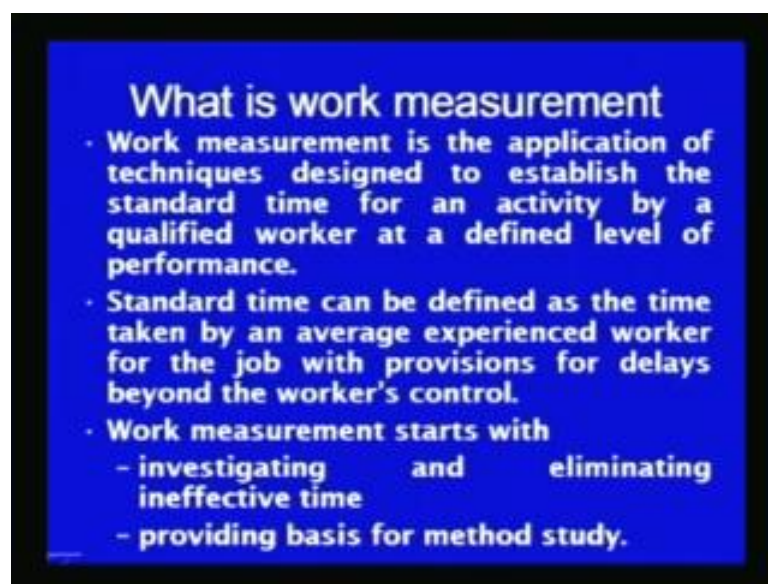 What is work measurement
· Work measurement is the application of
techniques designed to establish the
standard time for an activity by a
qualified worker at a defined level of
performance.
· Standard time can be defined as the time
taken by an average experienced worker
for the job with provisions for delays
beyond the worker's control.
· Work measurement starts with
– investigating and eliminating
ineffective time
– providing basis for method study.